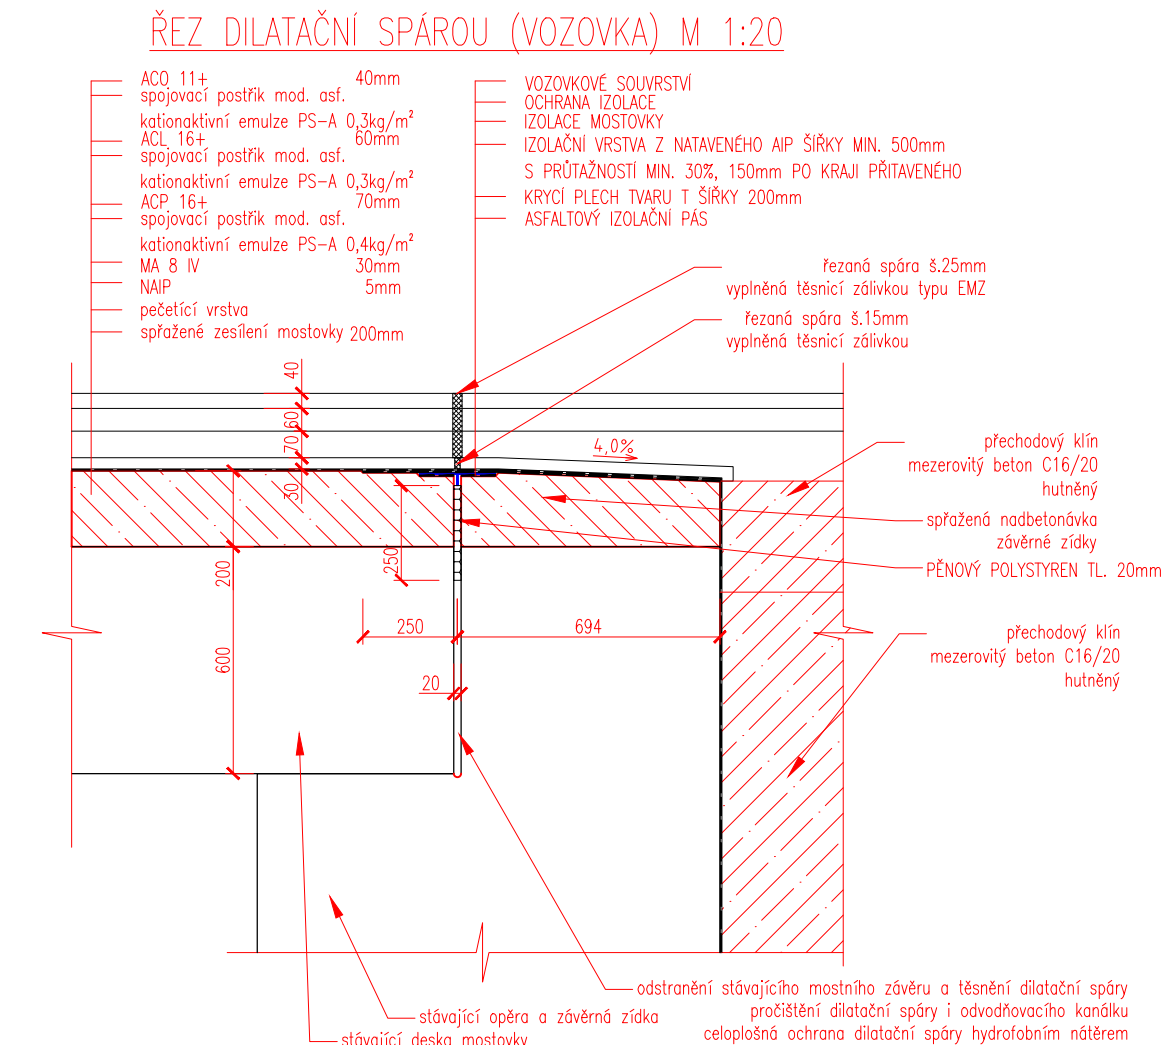 ŘEZ DILATAČNÍ SPÁROU (VOZOVKA) M 1:20
ACO 11+ 40mm
spojovací postřik mod. asf.
kationaktivní emulze PS-A 0,3kg/m²
ACL 16+ 60mm
spojovací postřik mod. asf.
kationaktivní emulze PS-A 0,3kg/m²
ACP 16+ 70mm
spojovací postřik mod. asf.
kationaktivní emulze PS-A 0,4kg/m²
MA 8 IV 30mm
NAIP 5mm
pečetící vrstva
spřažené zesílení mostovky 200mm
VOZOVKOVÉ SOUVRSTVÍ
OCHRANA IZOLACE
IZOLACE MOSTOVKY
IZOLAČNÍ VRSTVA Z NATAVENÉHO AIP ŠÍŘKY MIN. 500mm
S PRŮTAŽNOSTÍ MIN. 30%, 150mm PO KRAJI PŘITAVENÉHO
KRYCÍ PLECH TVARU T ŠÍŘKY 200mm
ASFALTOVÝ IZOLAČNÍ PÁS
řezaná spára š.25mm
vyplněná těsnicí zálivkou typu EMZ
řezaná spára š.15mm
vyplněná těsnicí zálivkou
40
60
70
30
4,0%
přechodový klín
mezerovitý beton C16/20
hutněný
spřažená nadbetonávka
závěrné zídky
PĚNOVÝ POLYSTYREN TL. 20mm
200
250
250
694
600
20
přechodový klín
mezerovitý beton C16/20
hutněný
odstranění stávajícího mostního závěru a těsnění dilatační spáry
pročištění dilatační spáry i odvodňovacího kanálku
celoplošná ochrana dilatační spáry hydrofobním nátěrem
stávající opěra a závěrná zídka
stávající deska mostovky